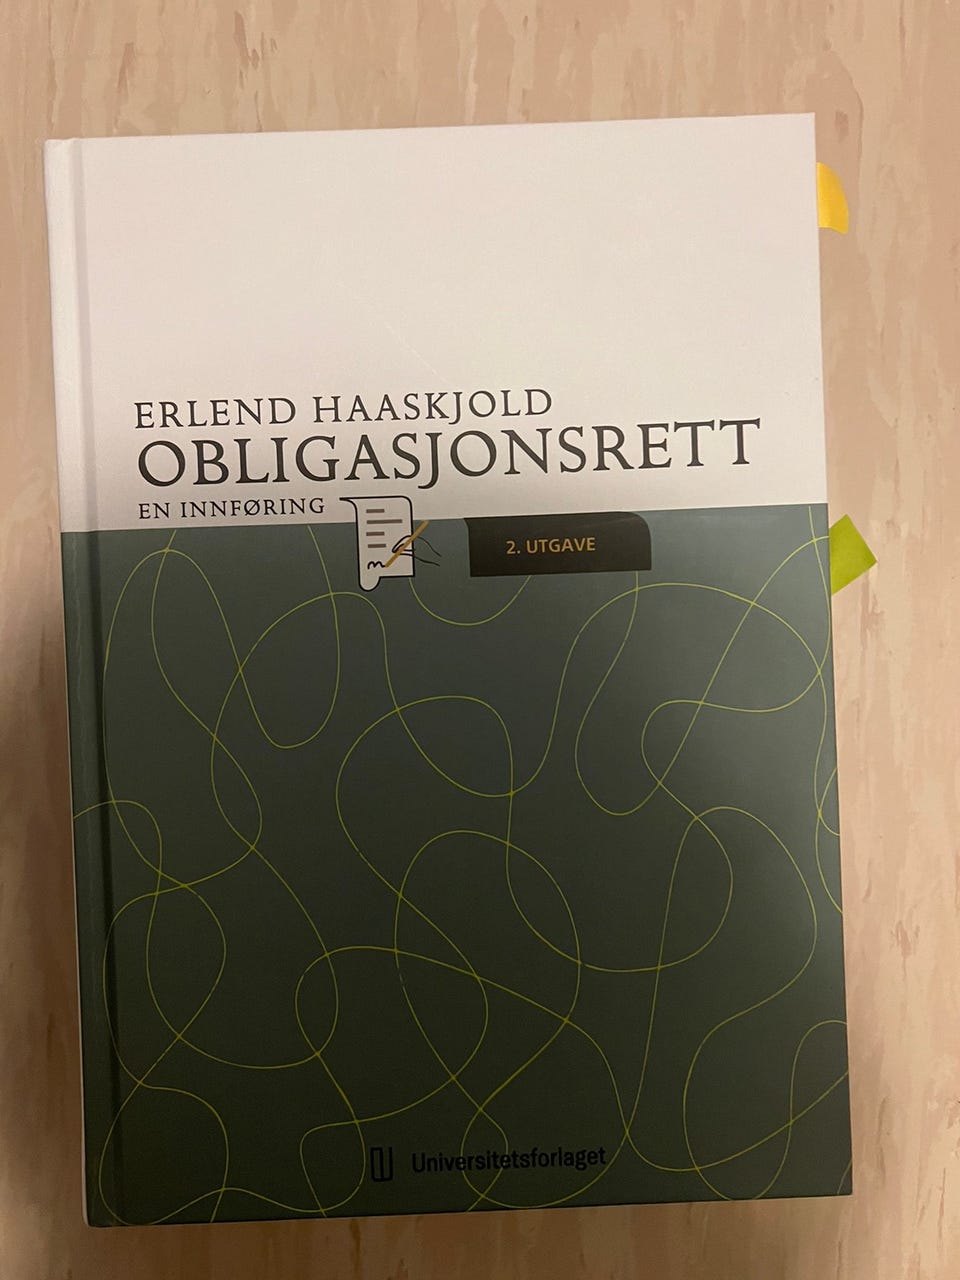 ERLEND HAASKJOLD
OBLIGASJONSRETT
EN INNFØRING
2. UTGAVE
Universitetsforlaget